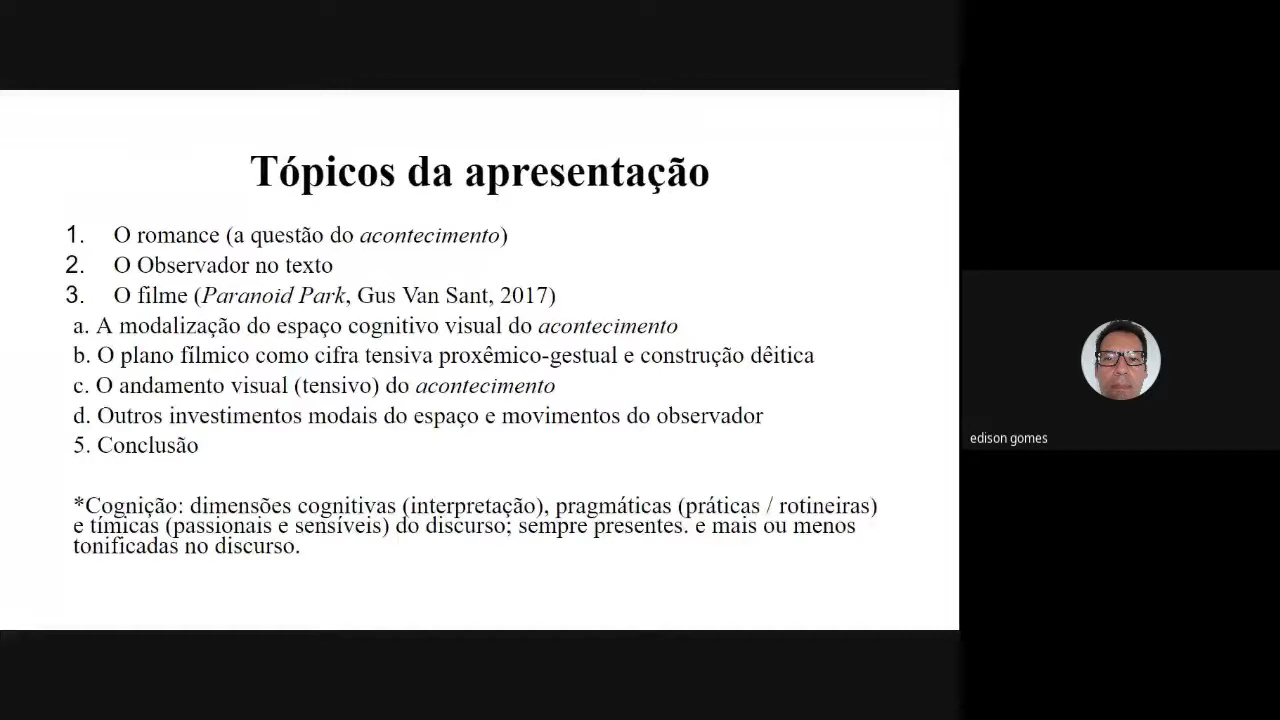 Tópicos da apresentação
1. O romance (a questão do acontecimento)
2. O Observador no texto
3. O filme (Paranoid Park, Gus Van Sant, 2017)
a. A modalização do espaço cognitivo visual do acontecimento
b. O plano fílmico como cifra tensiva proxêmico-gestual e construção dêitica
c. O andamento visual (tensivo) do acontecimento
d. Outros investimentos modais do espaço e movimentos do observador
5. Conclusão
*Cognição: dimensões cognitivas (interpretação), pragmáticas (práticas / rotineiras)
e tímicas (passionais e sensíveis) do discurso; sempre presentes. e mais ou menos
tonificadas no discurso.
edison gomes